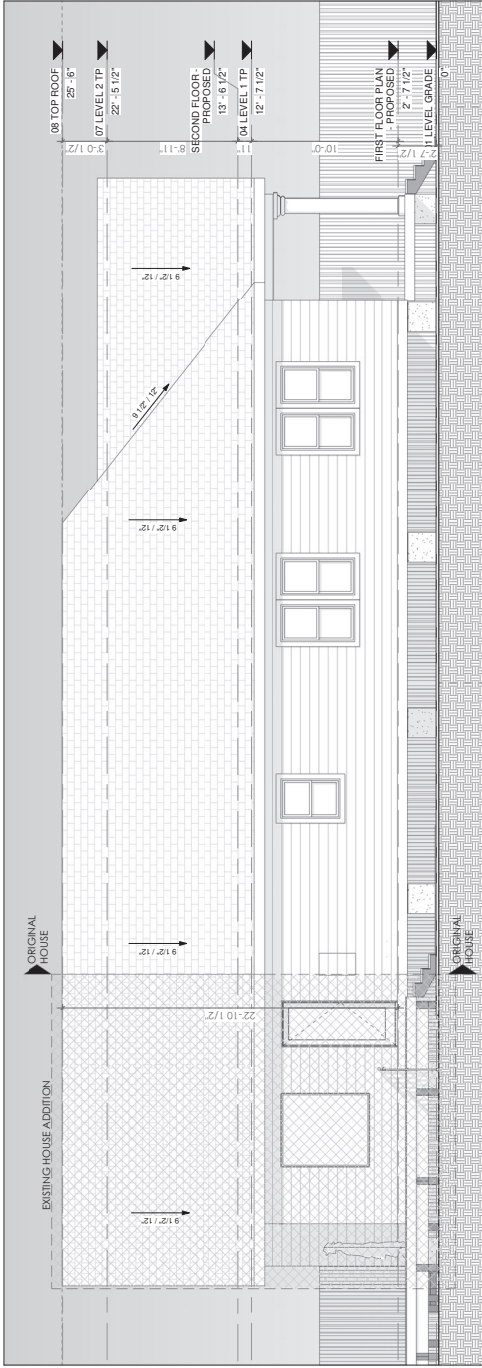 EXISTING HOUSE ADDITION
ORIGINAL
HOUSE
08 TOP ROOF
25' - 6"
07 LEVEL 2 TP
22' - 5 1/2"
SECOND FLOOR -
PROPOSED
13' - 6 1/2"
04 LEVEL 1 TP
12' - 7 1/2"
FIRST FLOOR PLAN
- PROPOSED
2' - 7 1/2"
1 LEVEL GRADE
0"
3'-0 1/2"
8'-11"
11"
10'-0"
2'-7 1/2"
22'-10 1/2"
9 1/2" / 12"
9 1/2" / 12"
9 1/2" / 12"
9 1/2" / 12"
9 1/2" / 12"
ORIGINAL
HOUSE